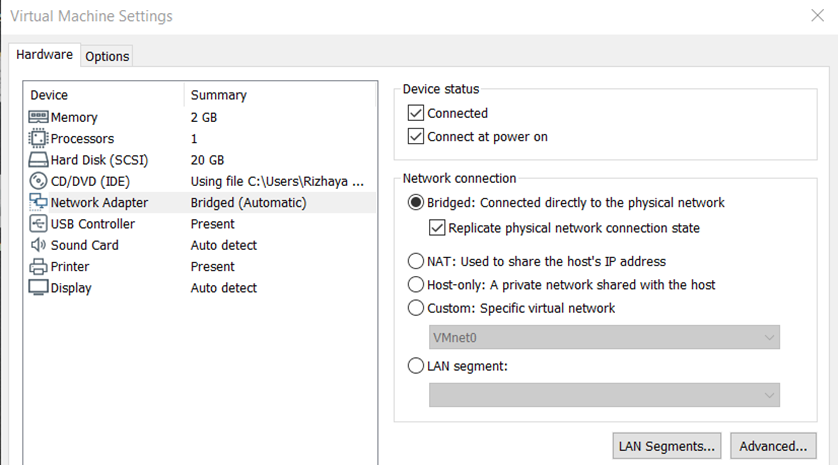 Virtual Machine Settings
Hardware Options
Device Summary
Memory 2 GB
Processors 1
Hard Disk (SCSI) 20 GB
CD/DVD (IDE) Using file C:\Users\Rizhaya ...
Network Adapter Bridged (Automatic)
USB Controller Present
Sound Card Auto detect
Printer Present
Display Auto detect
Device status
Connected
Connect at power on
Network connection
Bridged: Connected directly to the physical network
Replicate physical network connection state
NAT: Used to share the host's IP address
Host-only: A private network shared with the host
Custom: Specific virtual network
VMnet0
LAN segment:
LAN Segments... Advanced...